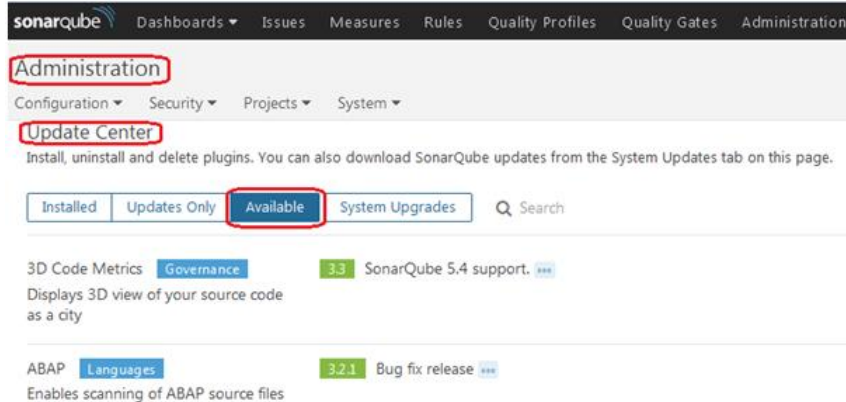 sonarqube Dashboards Issues Measures Rules Quality Profiles Quality Gates Administration
Administration
Configuration Security Projects System
Update Center
Install, uninstall and delete plugins. You can also download SonarQube updates from the System Updates tab on this page.
Installed Updates Only Available System Upgrades Search
3D Code Metrics Governance 3.3 SonarQube 5.4 support.
Displays 3D view of your source code
as a city
ABAP Languages 3.2.1 Bug fix release
Enables scanning of ABAP source files